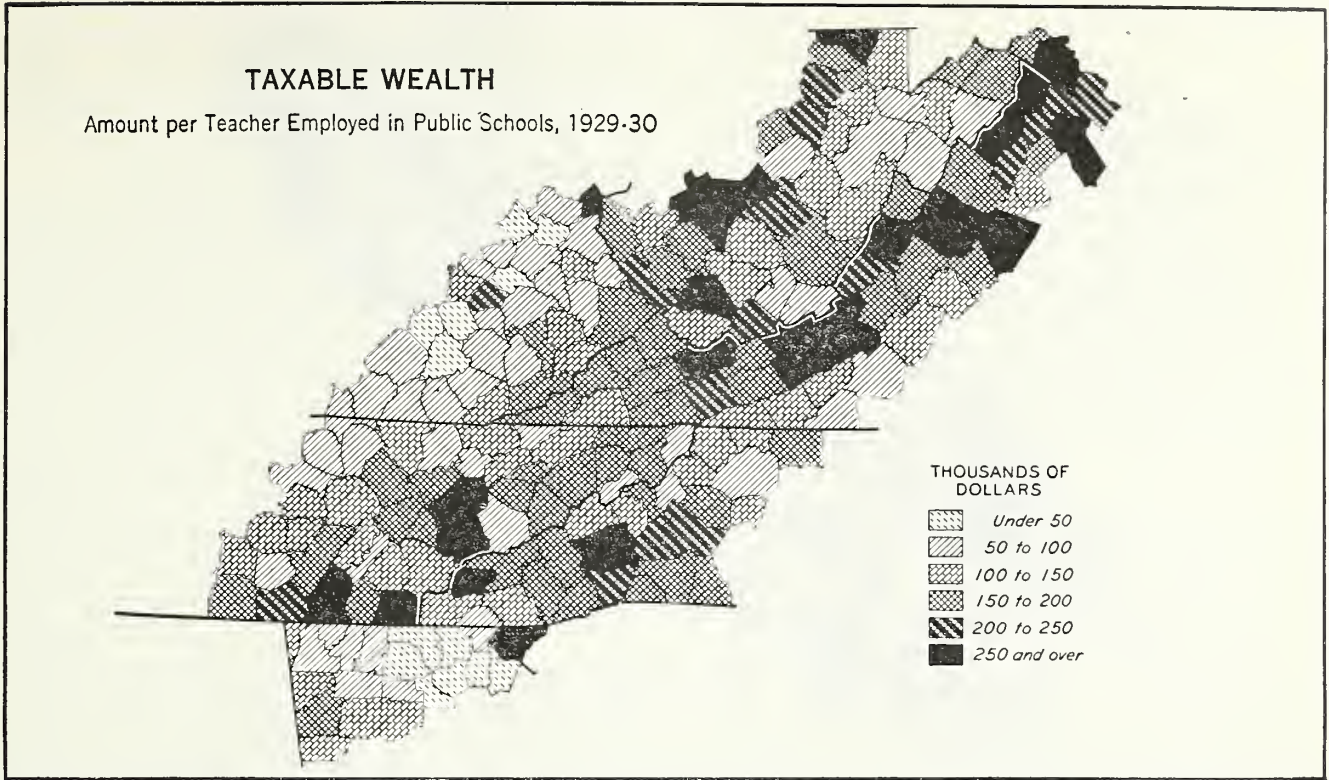 TAXABLE WEALTH
Amount per Teacher Employed in Public Schools, 1929-30
THOUSANDS OF
DOLLARS
Under 50
50 to 100
100 to 150
150 to 200
200 to 250
250 and over